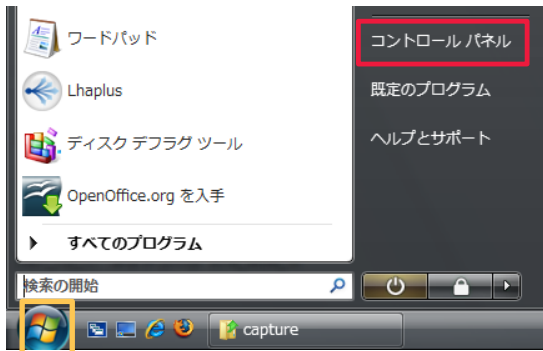 ワードパッド
Lhaplus
ディスク デフラグ ツール
OpenOffice.org を入手
すべてのプログラム
検索の開始
コントロール パネル
既定のプログラム
ヘルプとサポート
capture